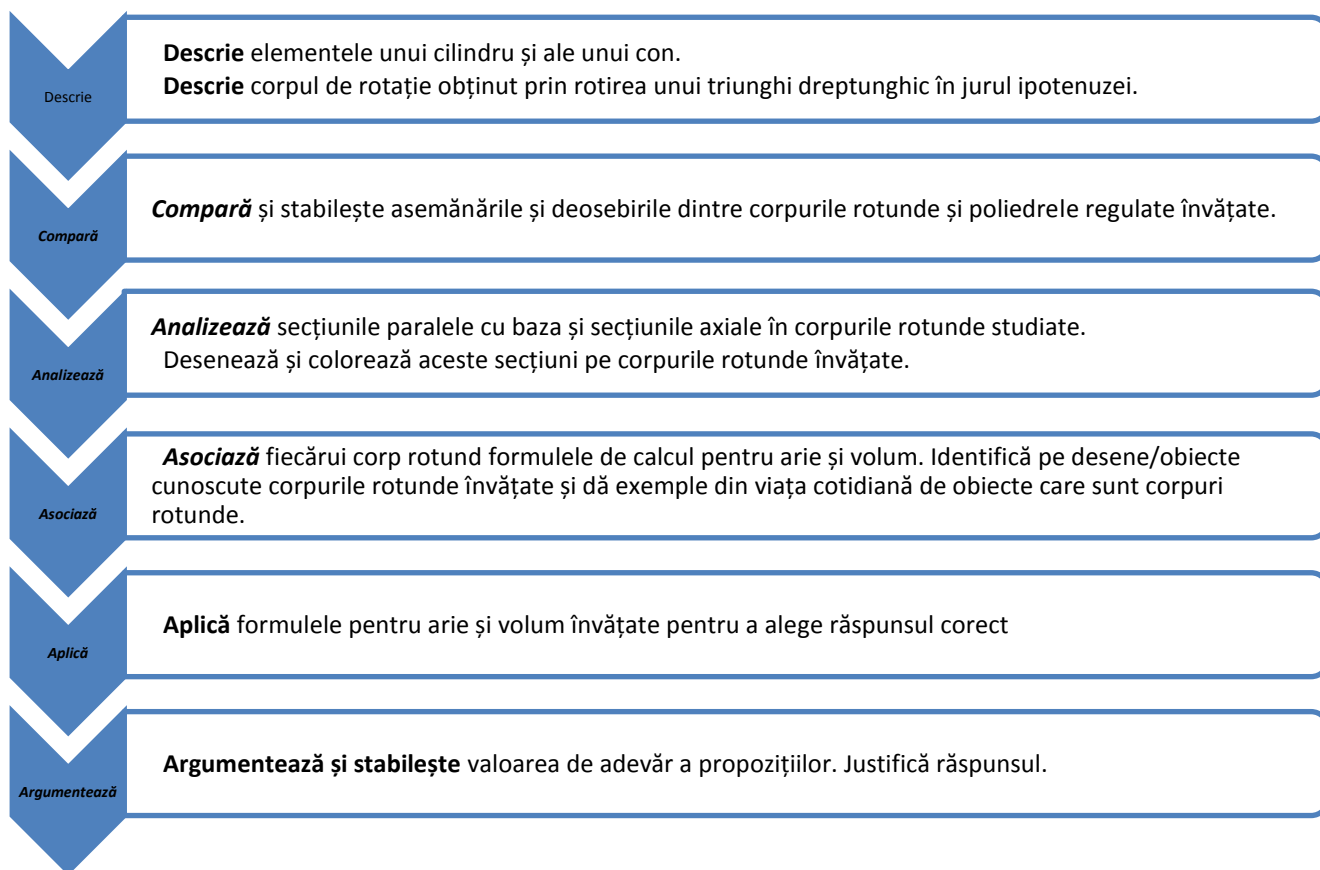 Descrie
Descrie elementele unui cilindru și ale unui con.
Descrie corpul de rotație obținut prin rotirea unui triunghi dreptunghic în jurul ipotenuzei.
Compară
Compară și stabilește asemănările și deosebirile dintre corpurile rotunde și poliedrele regulate învățate.
Analizează
Analizează secțiunile paralele cu baza și secțiunile axiale în corpurile rotunde studiate.
Desenează și colorează aceste secțiuni pe corpurile rotunde învățate.
Asociază
Asociază fiecărui corp rotund formulele de calcul pentru arie și volum. Identifică pe desene/obiecte
cunoscute corpurile rotunde învățate și dă exemple din viața cotidiană de obiecte care sunt corpuri
rotunde.
Aplică
Aplică formulele pentru arie și volum învățate pentru a alege răspunsul corect
Argumentează
Argumentează și stabilește valoarea de adevăr a propozițiilor. Justifică răspunsul.